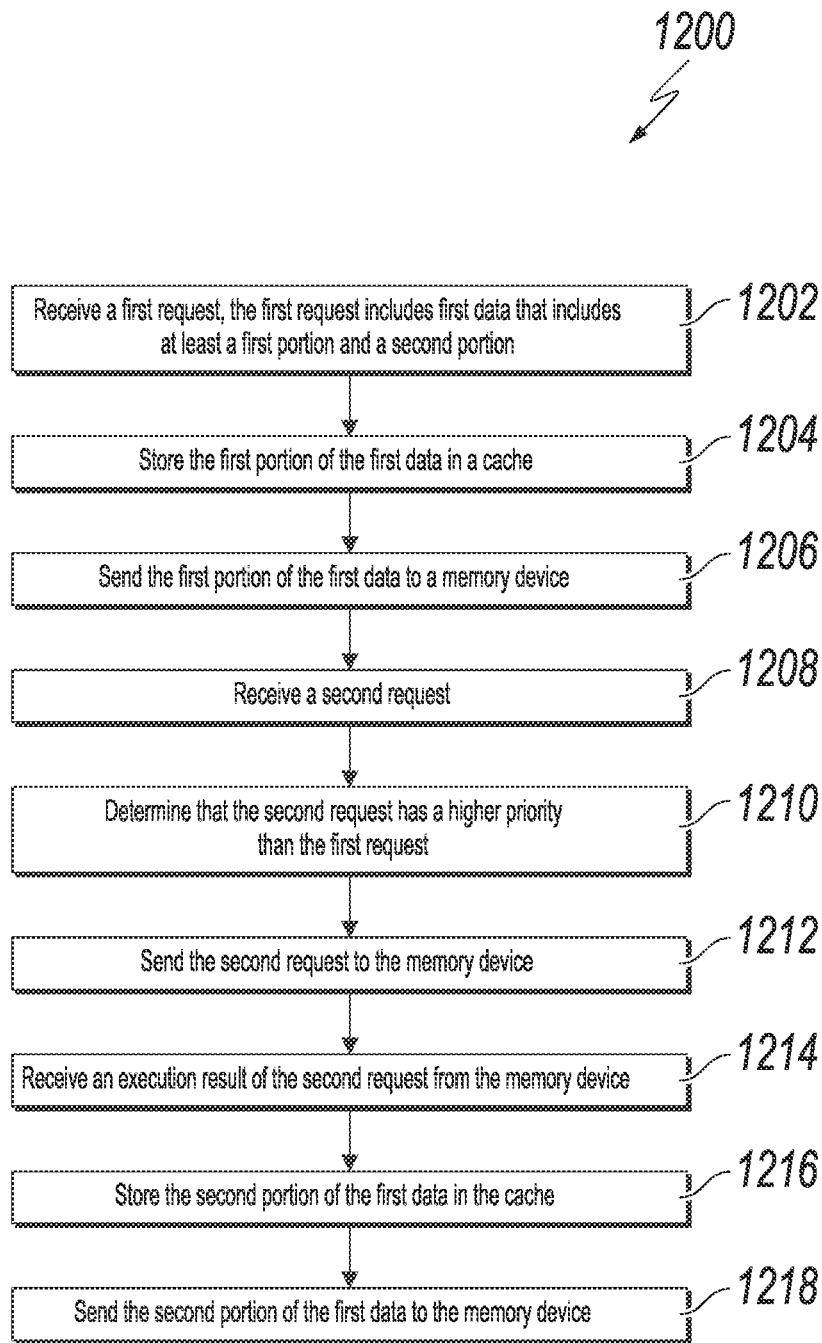 1200
Receive a first request, the first request includes first data that includes
at least a first portion and a second portion
1202
Store the first portion of the first data in a cache
1204
Send the first portion of the first data to a memory device
1206
Receive a second request
1208
Determine that the second request has a higher priority
than the first request
1210
Send the second request to the memory device
1212
Receive an execution result of the second request from the memory device
1214
Store the second portion of the first data in the cache
1216
Send the second portion of the first data to the memory device
1218